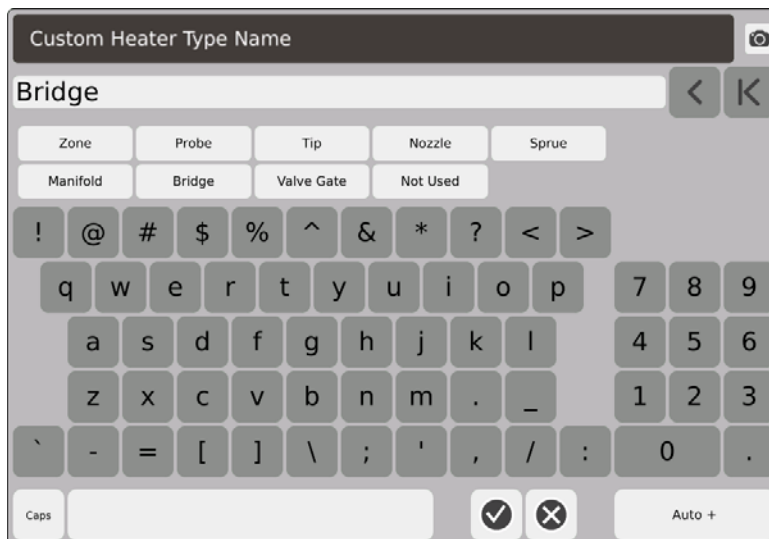 Custom Heater Type Name
Bridge
Zone Probe Tip Nozzle Sprue
Manifold Bridge Valve Gate Not Used
! @ # $ % ^ & * ? < >
q w e r t y u i o p 7 8 9
a s d f g h j k l 4 5 6
z x c v b n m . _ 1 2 3
` - = [ ] \ ; ' , / : 0 .
Caps Auto +